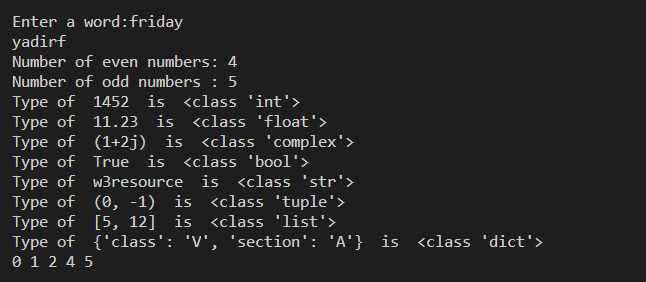 Enter a word:friday
yadirf
Number of even numbers: 4
Number of odd numbers : 5
Type of  1452  is  <class 'int'>
Type of  11.23  is  <class 'float'>
Type of  (1+2j)  is  <class 'complex'>
Type of  True  is  <class 'bool'>
Type of  w3resource  is  <class 'str'>
Type of  (0, -1)  is  <class 'tuple'>
Type of  [5, 12]  is  <class 'list'>
Type of  {'class': 'V', 'section': 'A'}  is  <class 'dict'>
0 1 2 4 5